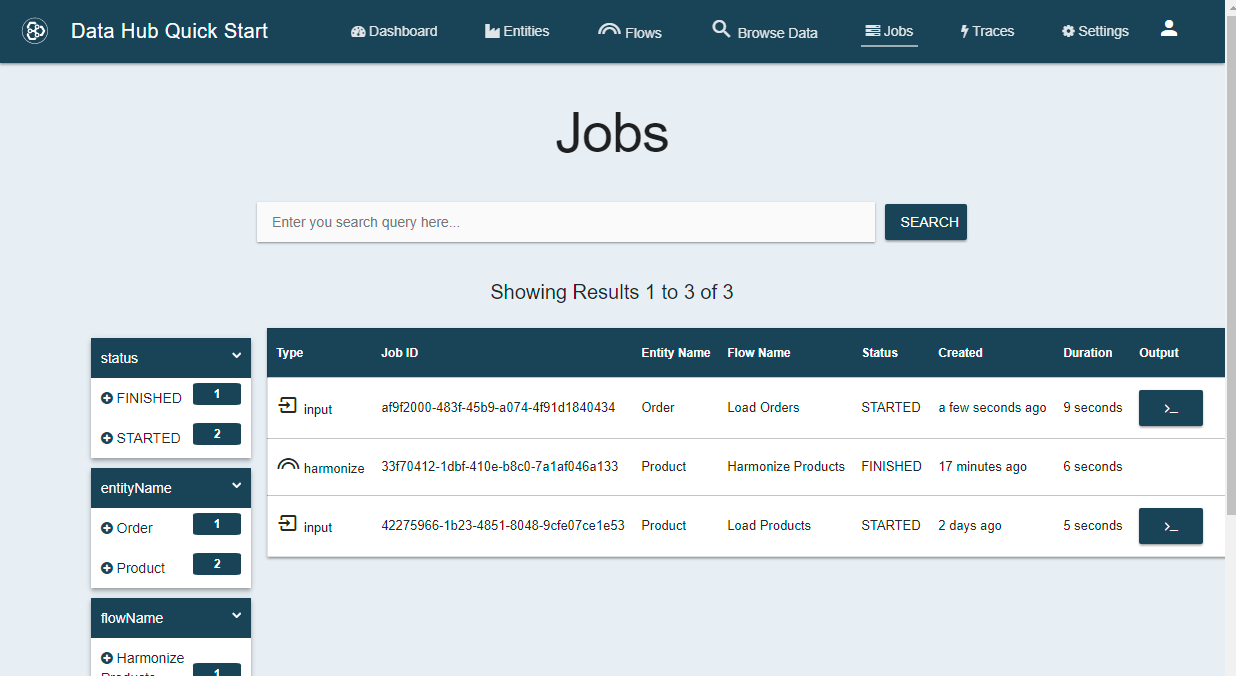 Data Hub Quick Start Dashboard Entities Flows Browse Data Jobs Traces Settings
Jobs
Enter you search query here... SEARCH
Showing Results 1 to 3 of 3
status
FINISHED 1
STARTED 2
entityName
Order 1
Product 2
flowName
Harmonize
Products 1
Type Job ID Entity Name Flow Name Status Created Duration Output
input af9f2000-483f-45b9-a074-4f91d1840434 Order Load Orders STARTED a few seconds ago 9 seconds >_
harmonize 33f70412-1dbf-410e-b8c0-7a1af046a133 Product Harmonize Products FINISHED 17 minutes ago 6 seconds
input 42275966-1b23-4851-8048-9cfe07ce1e53 Product Load Products STARTED 2 days ago 5 seconds >_